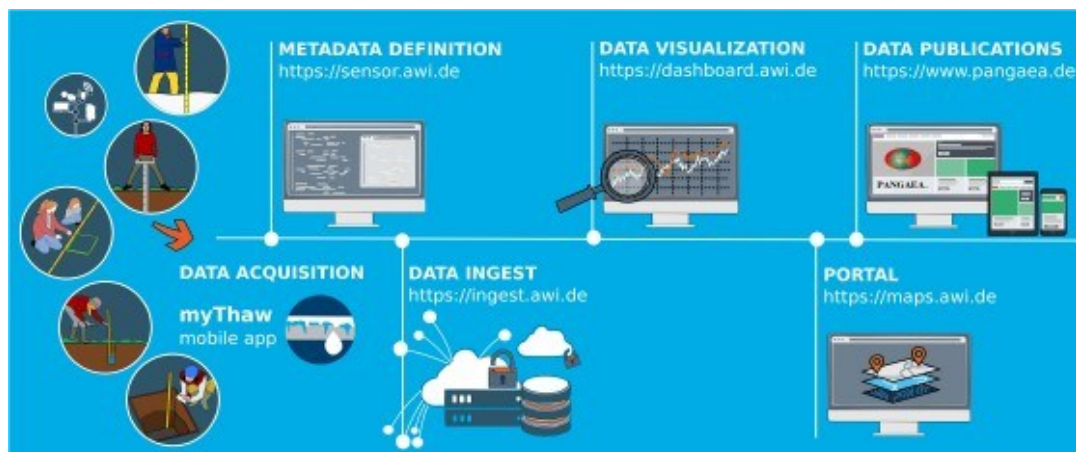 METADATA DEFINITION
https://sensor.awi.de
DATA VISUALIZATION
https://dashboard.awi.de
DATA PUBLICATIONS
https://www.pangaea.de
PANGAEA.
DATA ACQUISITION
myThaw
mobile app
DATA INGEST
https://ingest.awi.de
PORTAL
https://maps.awi.de